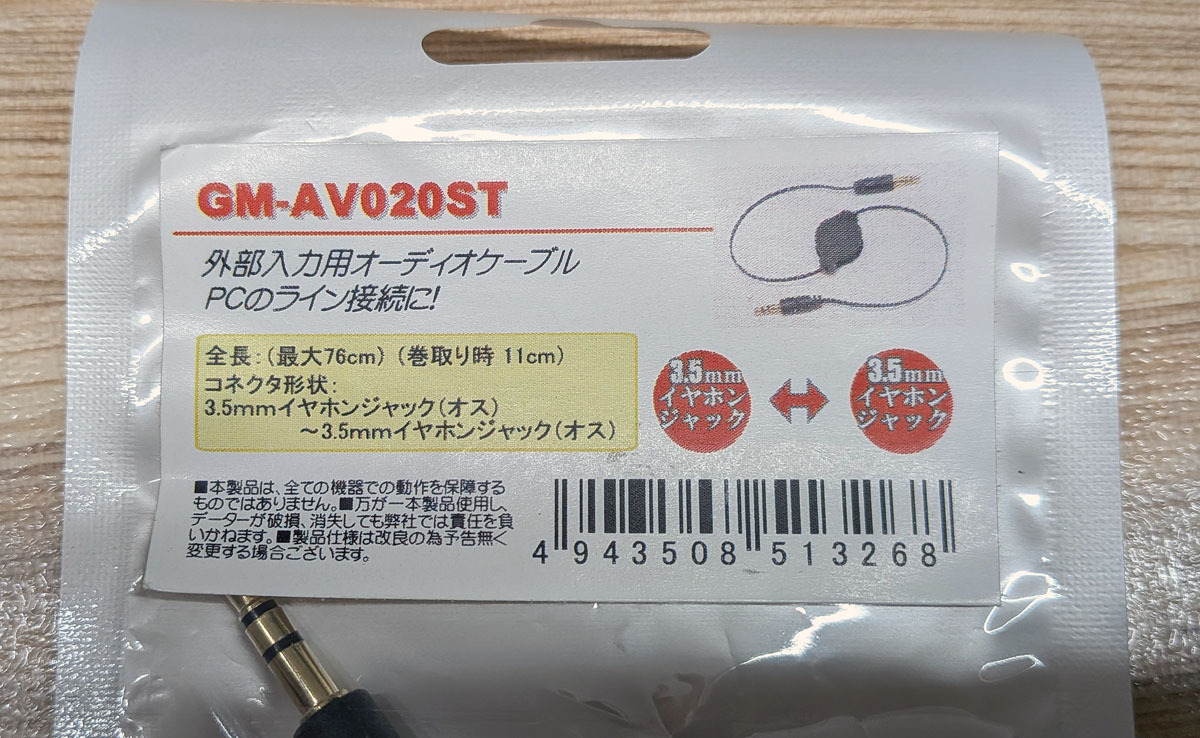 GM-AV020ST
外部入力用オーディオケーブル
PCのライン接続に!
全長:(最大76cm)(巻取り時 11cm)
コネクタ形状:
3.5mmイヤホンジャック(オス)
～3.5mmイヤホンジャック(オス)
3.5mm
イヤホン
ジャック
3.5mm
イヤホン
ジャック
■本製品は、全ての機器での動作を保障する
ものではありません。■万が一本製品使用し、
データーが破損、消失しても弊社では責任を負
いかねます。■製品仕様は改良の為予告無く
変更する場合ございます。
4 943508 513268